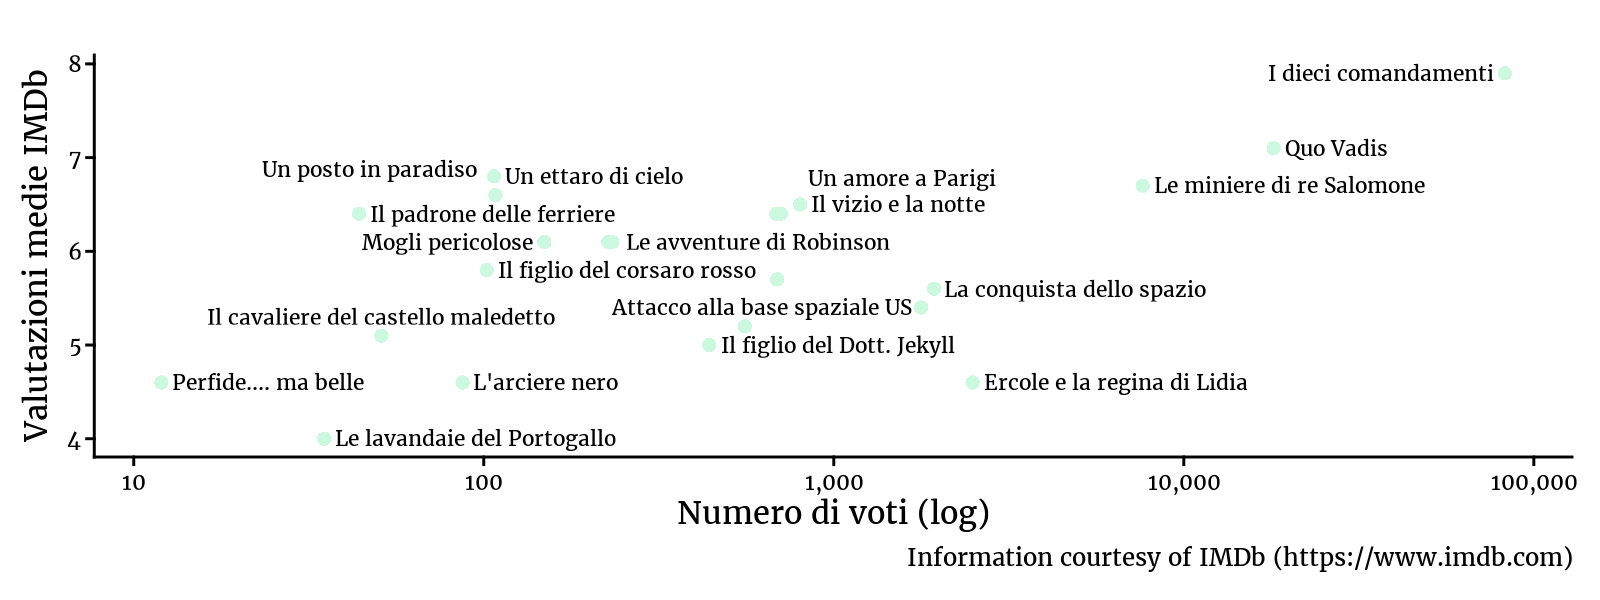 Valutazioni medie IMDb
8
7
6
5
4
I dieci comandamenti
Quo Vadis
Un posto in paradiso
Un ettaro di cielo
Un amore a Parigi
Le miniere di re Salomone
Il vizio e la notte
Il padrone delle ferriere
Mogli pericolose
Le avventure di Robinson
Il figlio del corsaro rosso
La conquista dello spazio
Attacco alla base spaziale US
Il cavaliere del castello maledetto
Il figlio del Dott. Jekyll
Perfide.... ma belle
L'arciere nero
Ercole e la regina di Lidia
Le lavandaie del Portogallo
10
100
1,000
10,000
100,000
Numero di voti (log)
Information courtesy of IMDb (https://www.imdb.com)